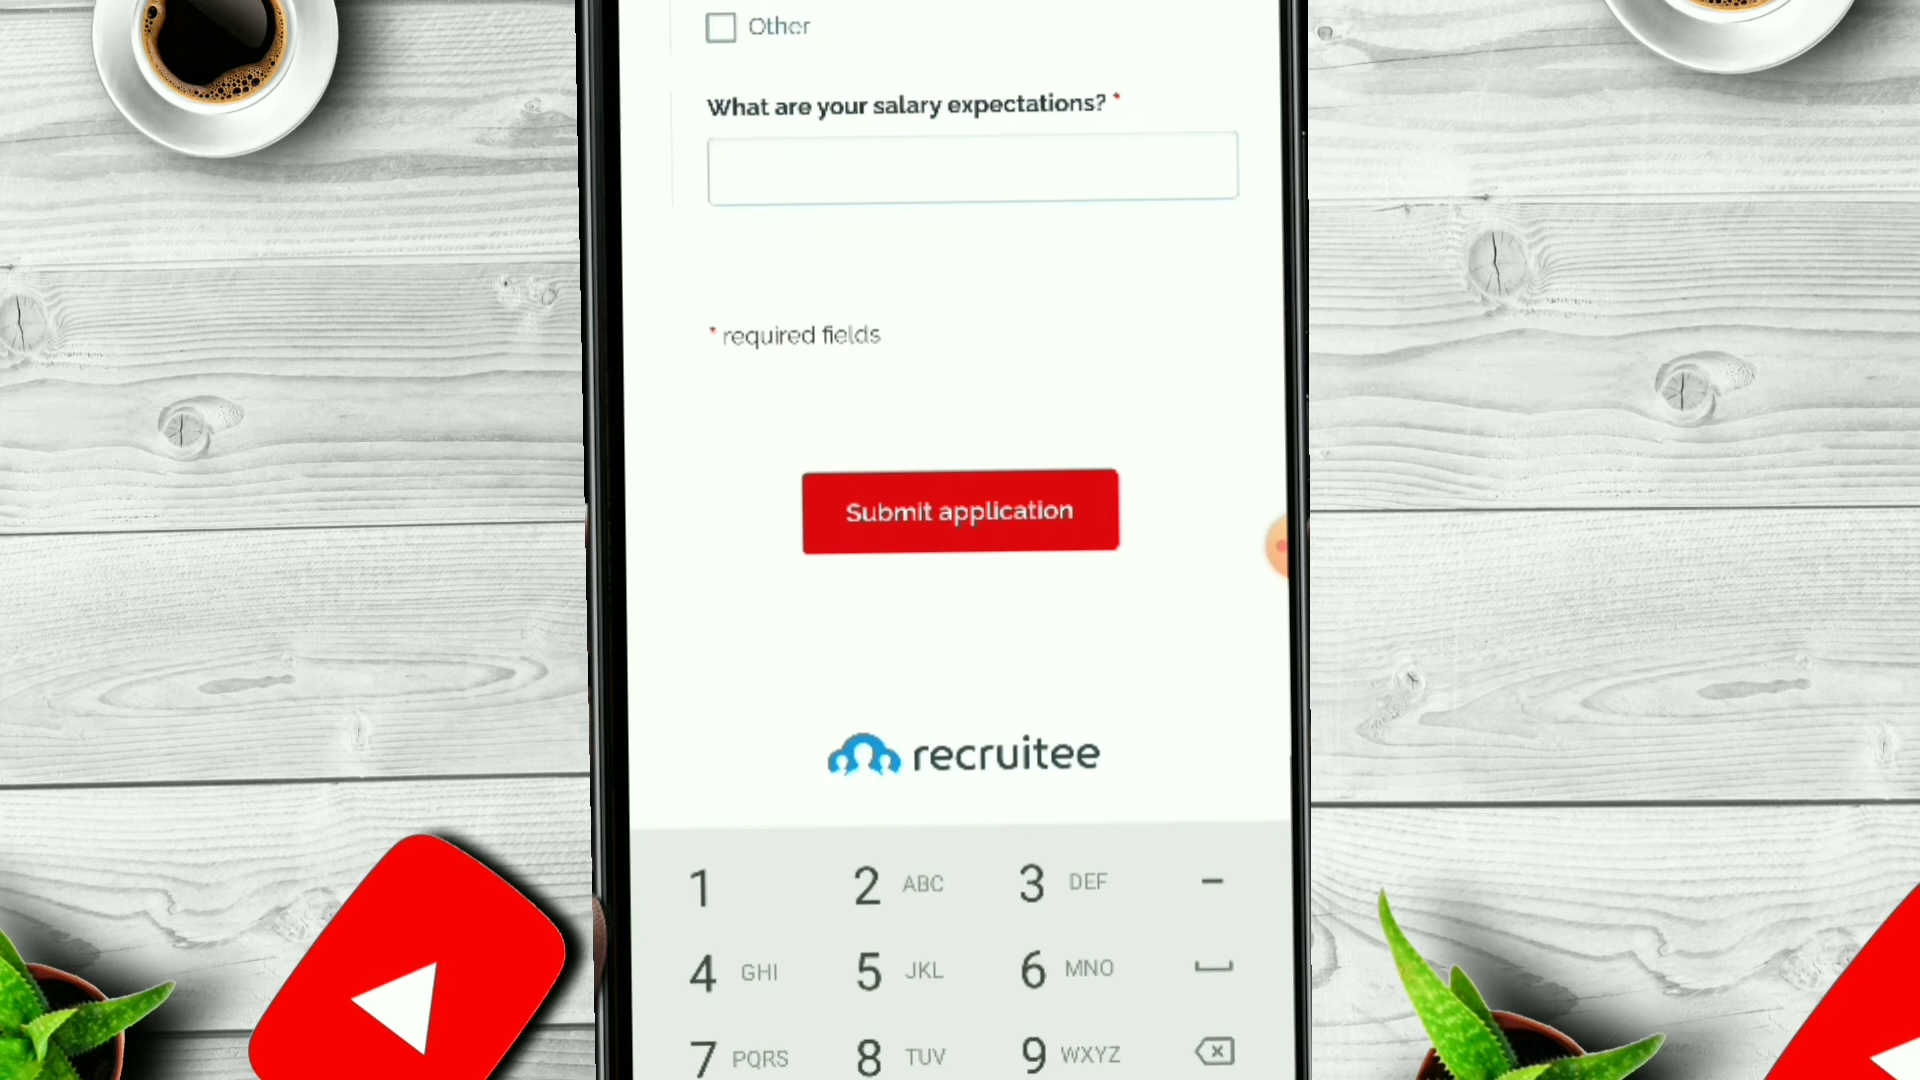 Other
What are your salary expectations? *
* required fields
Submit application
recruitee
1 2 ABC 3 DEF -
4 GHI 5 JKL 6 MNO
7 PQRS 8 TUV 9 WXYZ